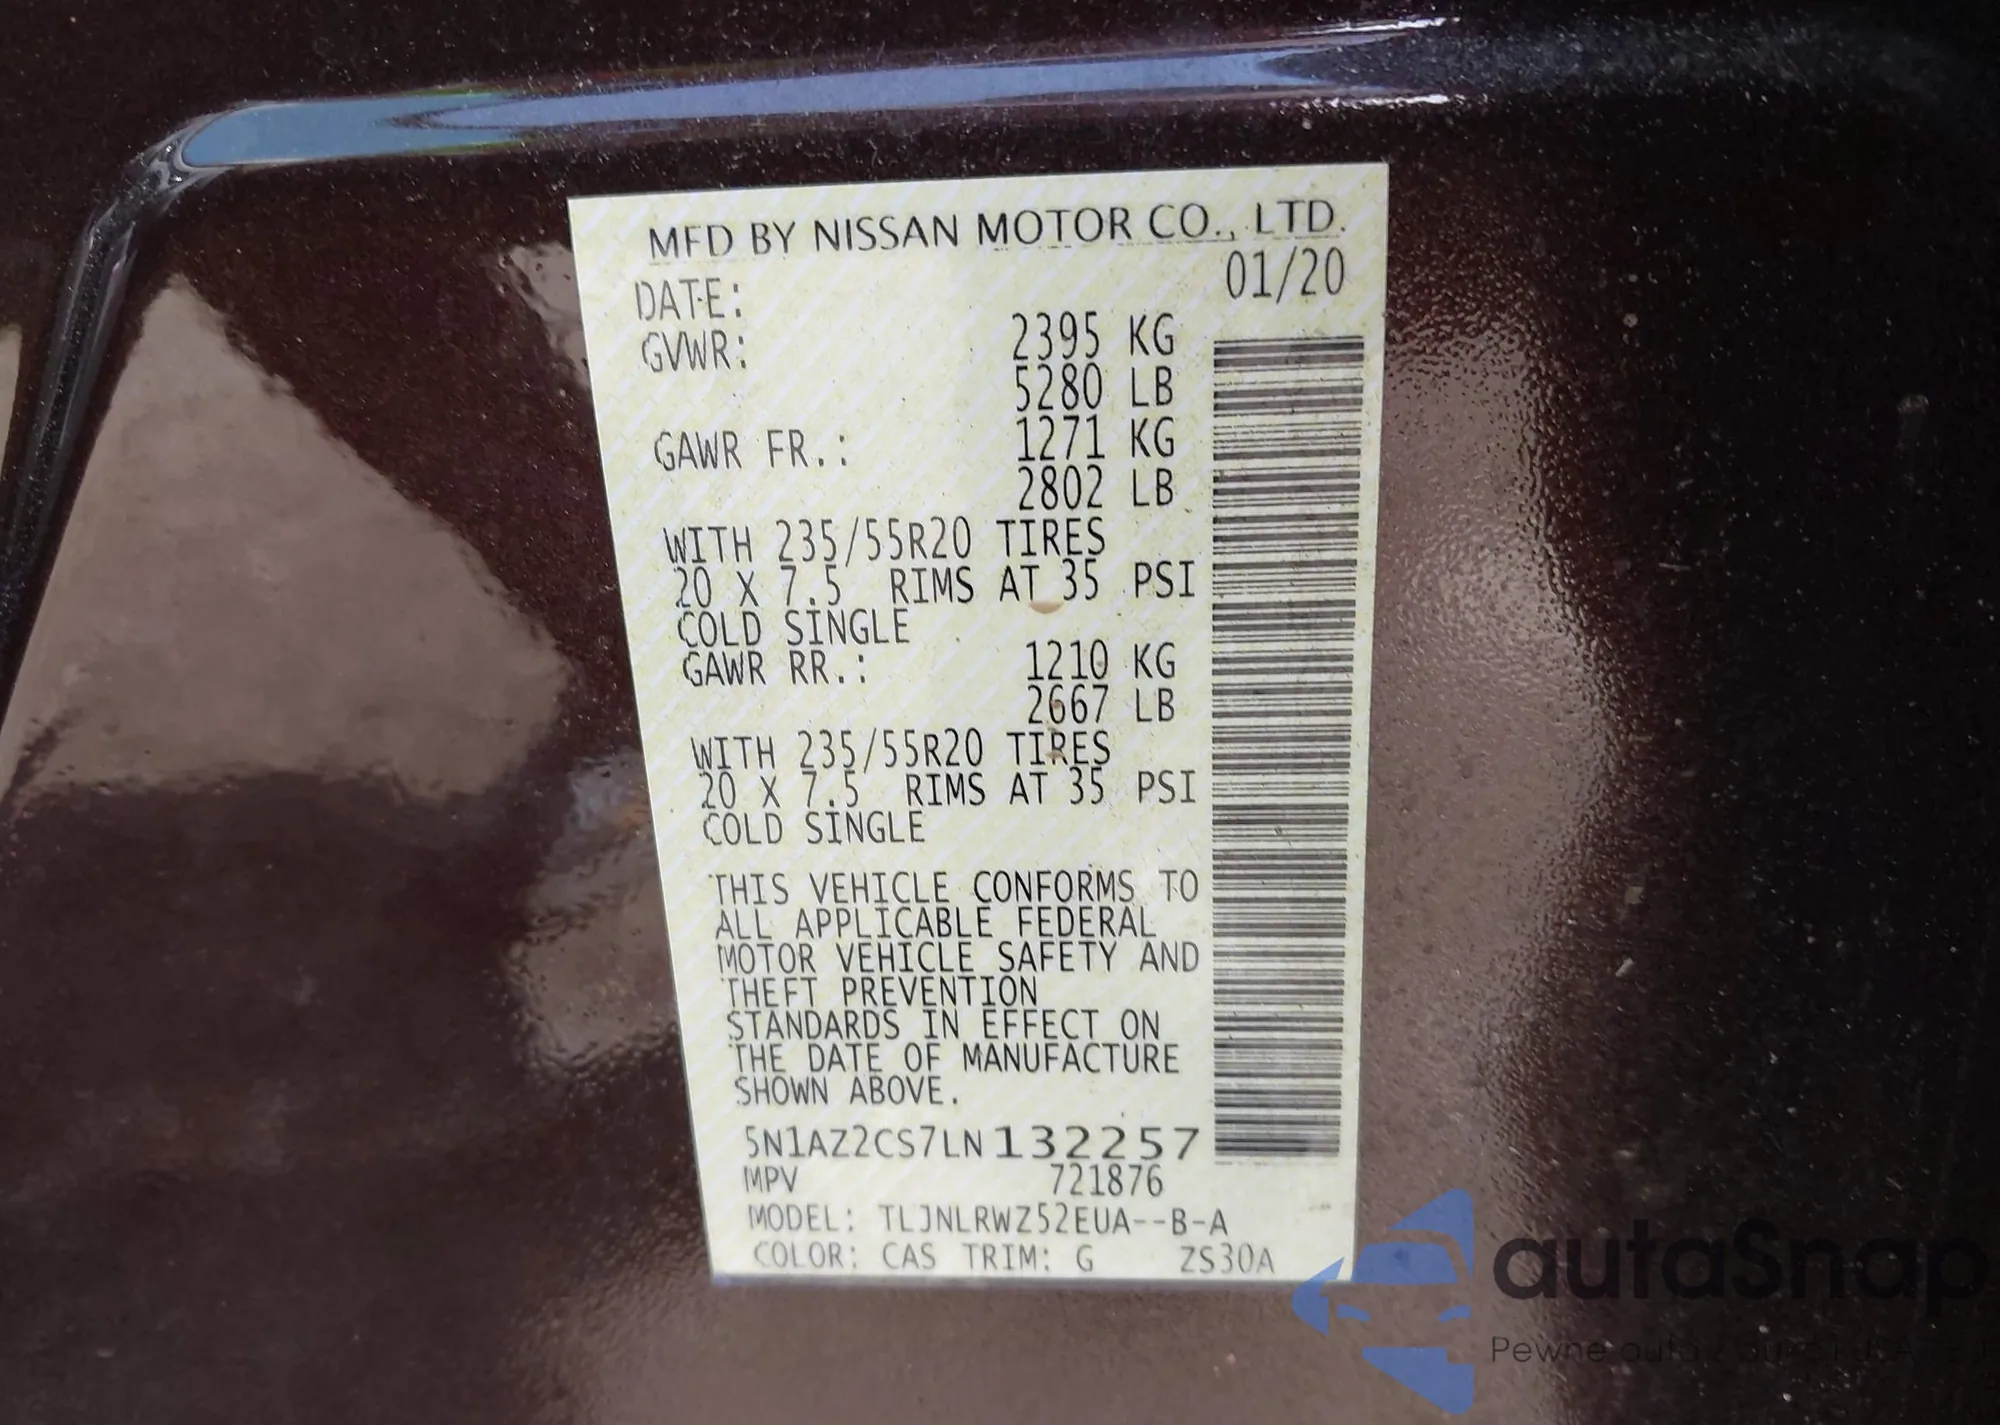 MFD BY NISSAN MOTOR CO., LTD.
DATE: 01/20
GVWR: 2395 KG
5280 LB
GAWR FR.: 1271 KG
2802 LB
WITH 235/55R20 TIRES
20 X 7.5 RIMS AT 35 PSI
COLD SINGLE
GAWR RR.: 1210 KG
2667 LB
WITH 235/55R20 TIRES
20 X 7.5 RIMS AT 35 PSI
COLD SINGLE
THIS VEHICLE CONFORMS TO
ALL APPLICABLE FEDERAL
MOTOR VEHICLE SAFETY AND
THEFT PREVENTION
STANDARDS IN EFFECT ON
THE DATE OF MANUFACTURE
SHOWN ABOVE.
5N1AZ2CS7LN132257
MPV 721876
MODEL: TLJNLRWZ52EUA--B-A
COLOR: CAS TRIM: G ZS30A
autaSnap
Pewne auta